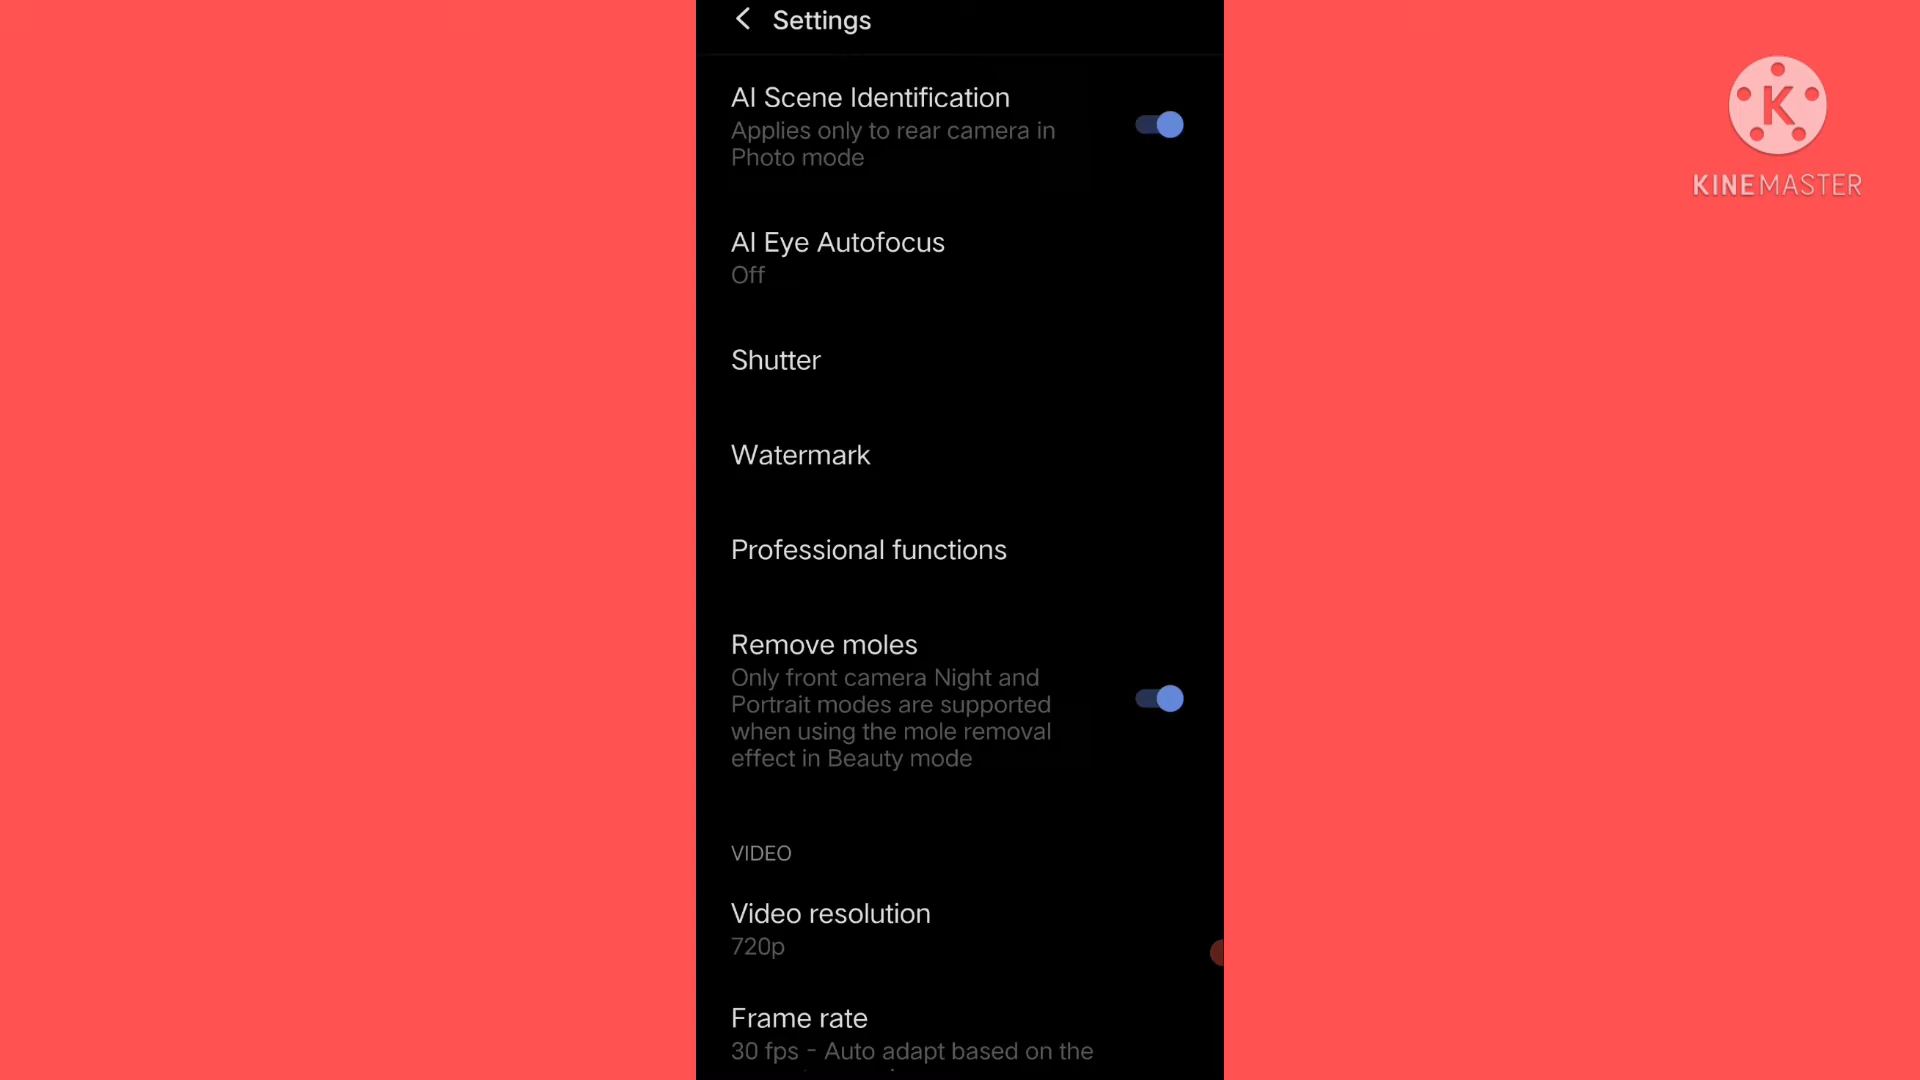 Settings
AI Scene Identification
Applies only to rear camera in
Photo mode
AI Eye Autofocus
Off
Shutter
Watermark
Professional functions
Remove moles
Only front camera Night and
Portrait modes are supported
when using the mole removal
effect in Beauty mode
VIDEO
Video resolution
720p
Frame rate
30 fps - Auto adapt based on the
K
KINEMASTER